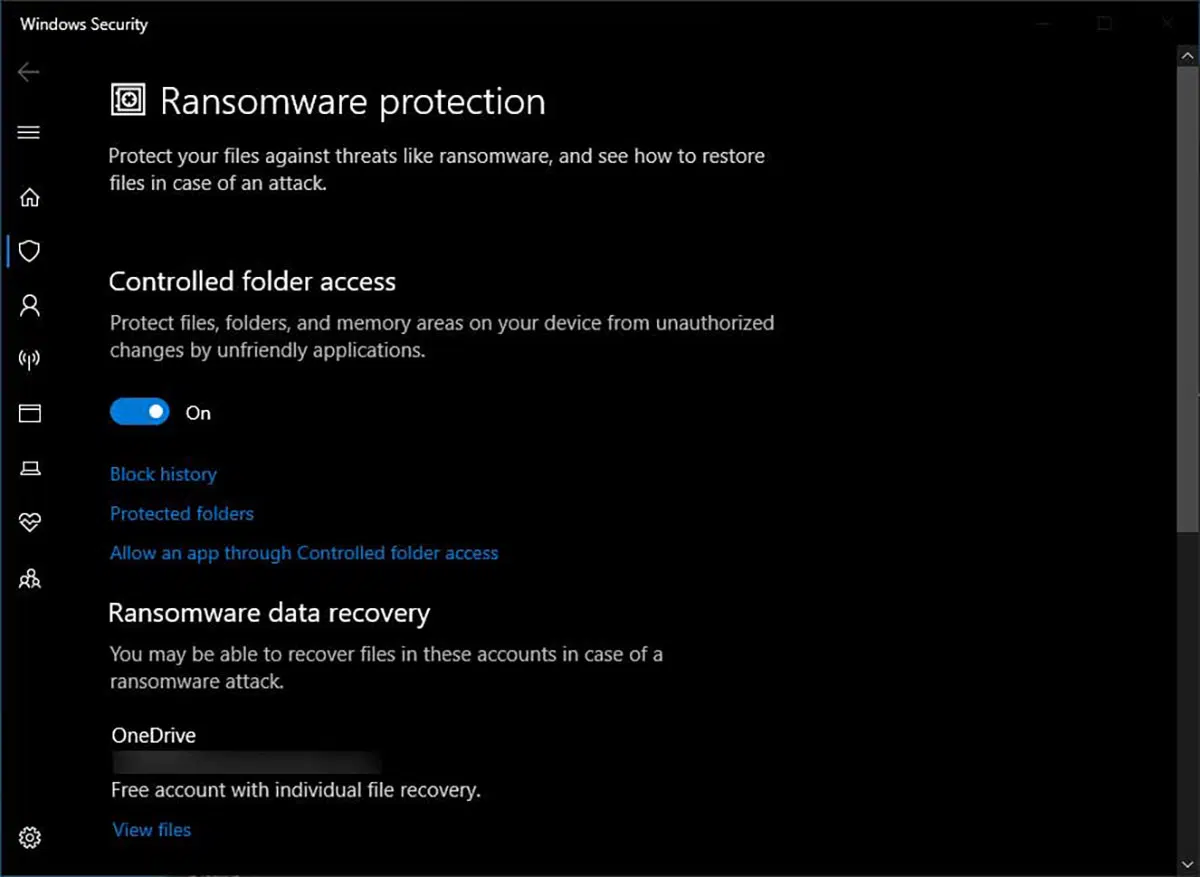 Windows Security
Ransomware protection
Protect your files against threats like ransomware, and see how to restore
files in case of an attack.
Controlled folder access
Protect files, folders, and memory areas on your device from unauthorized
changes by unfriendly applications.
On
Block history
Protected folders
Allow an app through Controlled folder access
Ransomware data recovery
You may be able to recover files in these accounts in case of a
ransomware attack.
OneDrive
Free account with individual file recovery.
View files